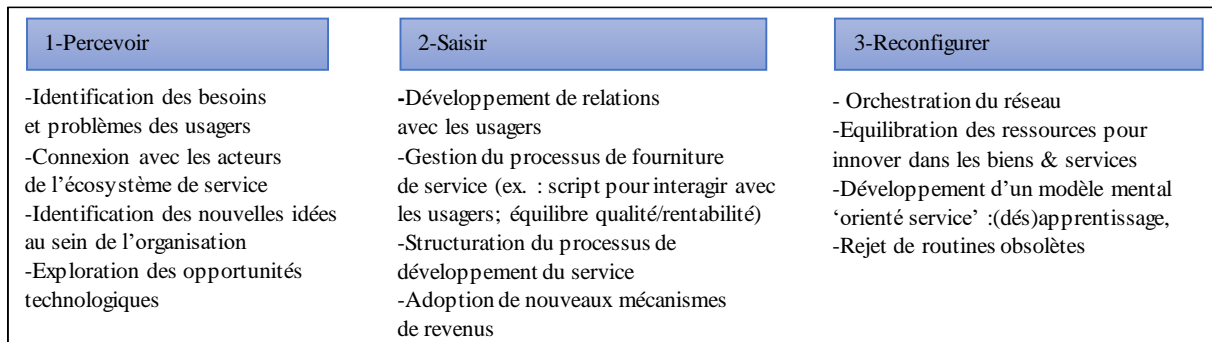 1-Percevoir
-Identification des besoins
et problèmes des usagers
-Connexion avec les acteurs
de l’écosystème de service
-Identification des nouvelles idées
au sein de l’organisation
-Exploration des opportunités
technologiques
2-Saisir
-Développement de relations
avec les usagers
-Gestion du processus de fourniture
de service (ex. : script pour interagir avec
les usagers; équilibre qualité/rentabilité)
-Structuration du processus de
développement du service
-Adoption de nouveaux mécanismes
de revenus
3-Reconfigurer
- Orchestration du réseau
-Equilibration des ressources pour
innover dans les biens & services
-Développement d’un modèle mental
‘orienté service’ :(dés)apprentissage,
-Rejet de routines obsolètes